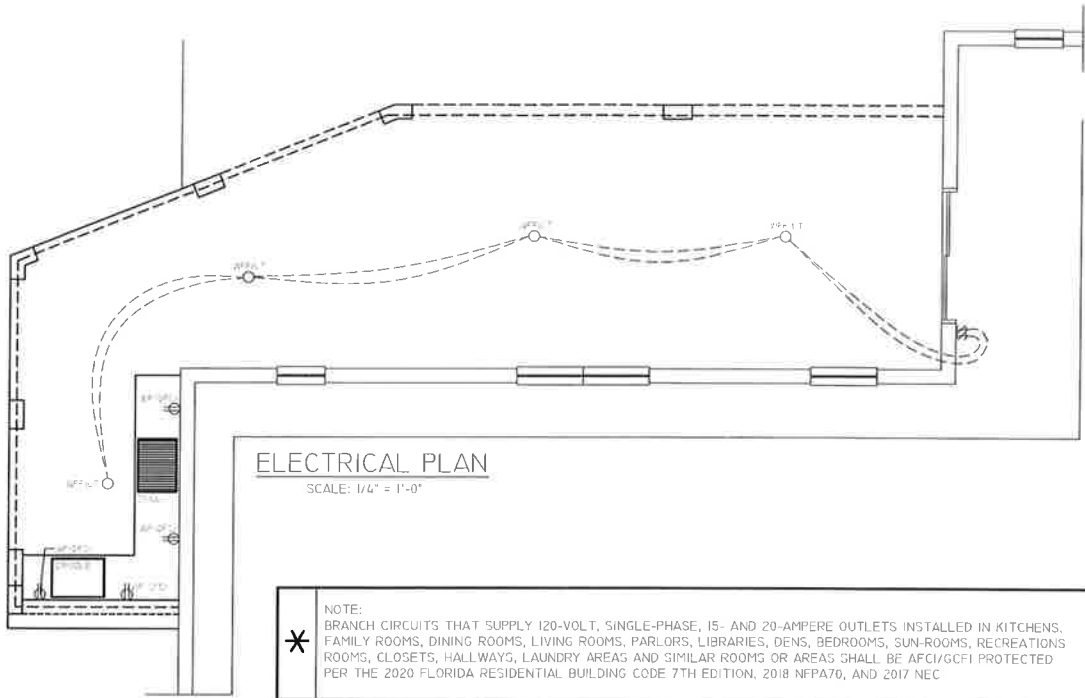 ELECTRICAL PLAN
SCALE: 1/4" = 1'-0"
NOTE:
BRANCH CIRCUITS THAT SUPPLY 120-VOLT, SINGLE-PHASE, 15- AND 20-AMPERE OUTLETS INSTALLED IN KITCHENS,
FAMILY ROOMS, DINING ROOMS, LIVING ROOMS, PARLORS, LIBRARIES, DENS, BEDROOMS, SUN-ROOMS, RECREATIONS
ROOMS, CLOSETS, HALLWAYS, LAUNDRY AREAS AND SIMILAR ROOMS OR AREAS SHALL BE AFCI/GCFI PROTECTED
PER THE 2020 FLORIDA RESIDENTIAL BUILDING CODE 7TH EDITION, 2018 NFPA70, AND 2017 NEC